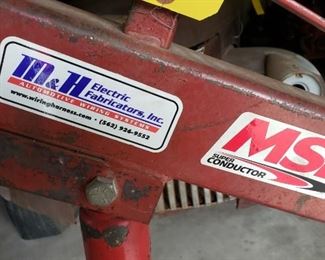 M&H Electric
Fabricators, Inc.
AUTOMOTIVE WIRING SYSTEMS
www.wiringharness.com • (562) 926-9552
MS
SUPER
CONDUCTOR